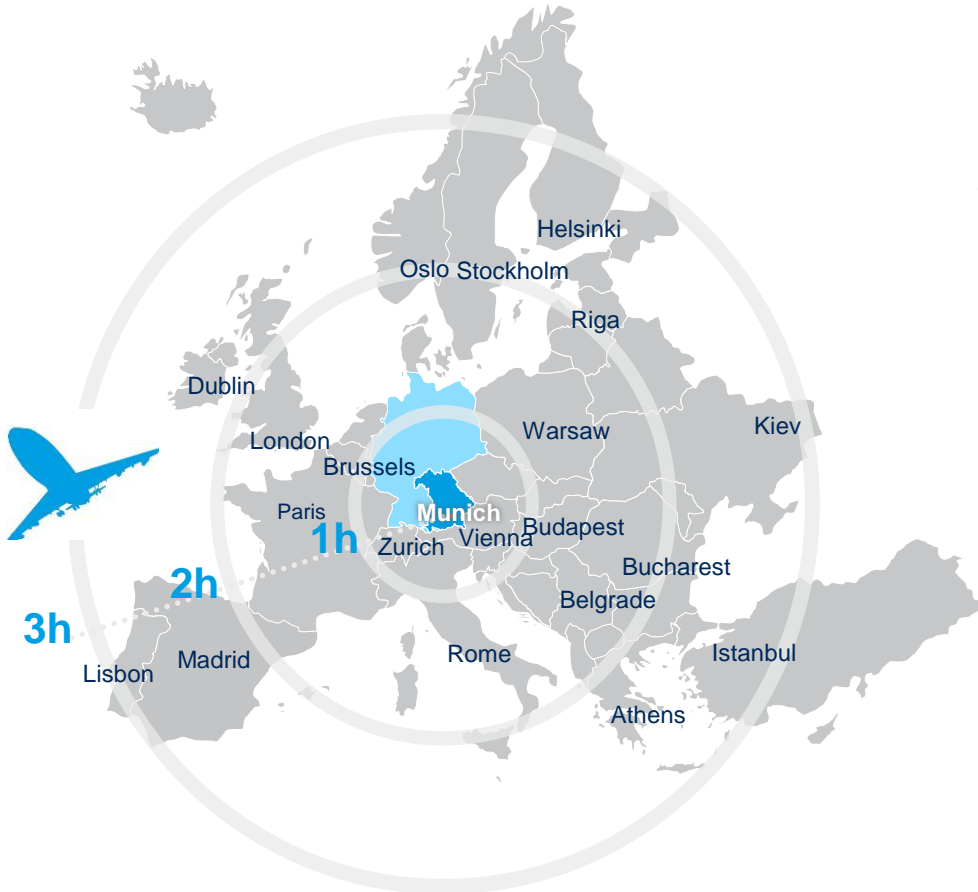 Helsinki
Oslo Stockholm
Riga
Dublin
Kiev
Warsaw
London
Brussels
Paris
Munich
1h
Zurich
Vienna
Budapest
Bucharest
2h
Belgrade
3h
Lisbon
Madrid
Rome
Istanbul
Athens